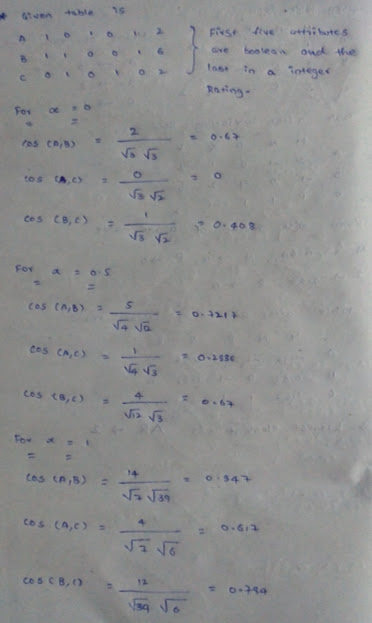 * Given table is
A 1 0 1 0 1 2 } First five attributes
B 1 1 0 0 1 6 are boolean and the
C 0 1 0 1 0 2 last in a integer
Rating.
For α = 0
cos (A,B) = 2 / √3 √3 = 0.67
cos (A,C) = 0 / √3 √2 = 0
cos (B,C) = 1 / √3 √2 = 0.408
For α = 0.5
cos (A,B) = 5 / √4 √12 = 0.7217
cos (A,C) = 1 / √4 √3 = 0.2886
cos (B,C) = 4 / √12 √3 = 0.67
For α = 1
cos (A,B) = 14 / √7 √39 = 0.847
cos (A,C) = 4 / √7 √6 = 0.617
cos (B,C) = 12 / √39 √6 = 0.784